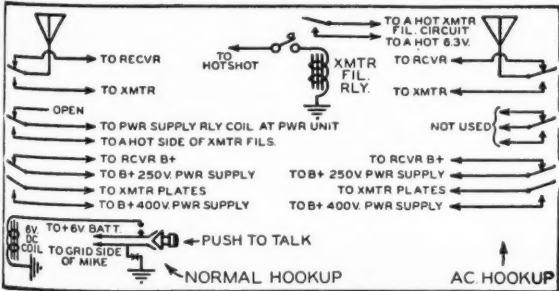 TO A HOT XMTR
FIL. CIRCUIT
TO A HOT 6.3V.
TO
HOTSHOT
XMTR
FIL.
RLY.
TO RECVR
TO XMTR
OPEN
TO PWR SUPPLY RLY COIL AT PWR UNIT
TO A HOT SIDE OF XMTR FILS.
TO RCVR B+
TO B+ 250V. PWR SUPPLY
TO XMTR PLATES
TO B+ 400V. PWR SUPPLY
6V.
DC
COIL
TO +6V. BATT.
TO GRID SIDE
OF MIKE
PUSH TO TALK
NORMAL HOOKUP
TO RCVR
TO XMTR
NOT USED
TO RCVR B+
TO B+ 250V. PWR SUPPLY
TO XMTR PLATES
TO B+ 400V. PWR SUPPLY
AC. HOOKUP